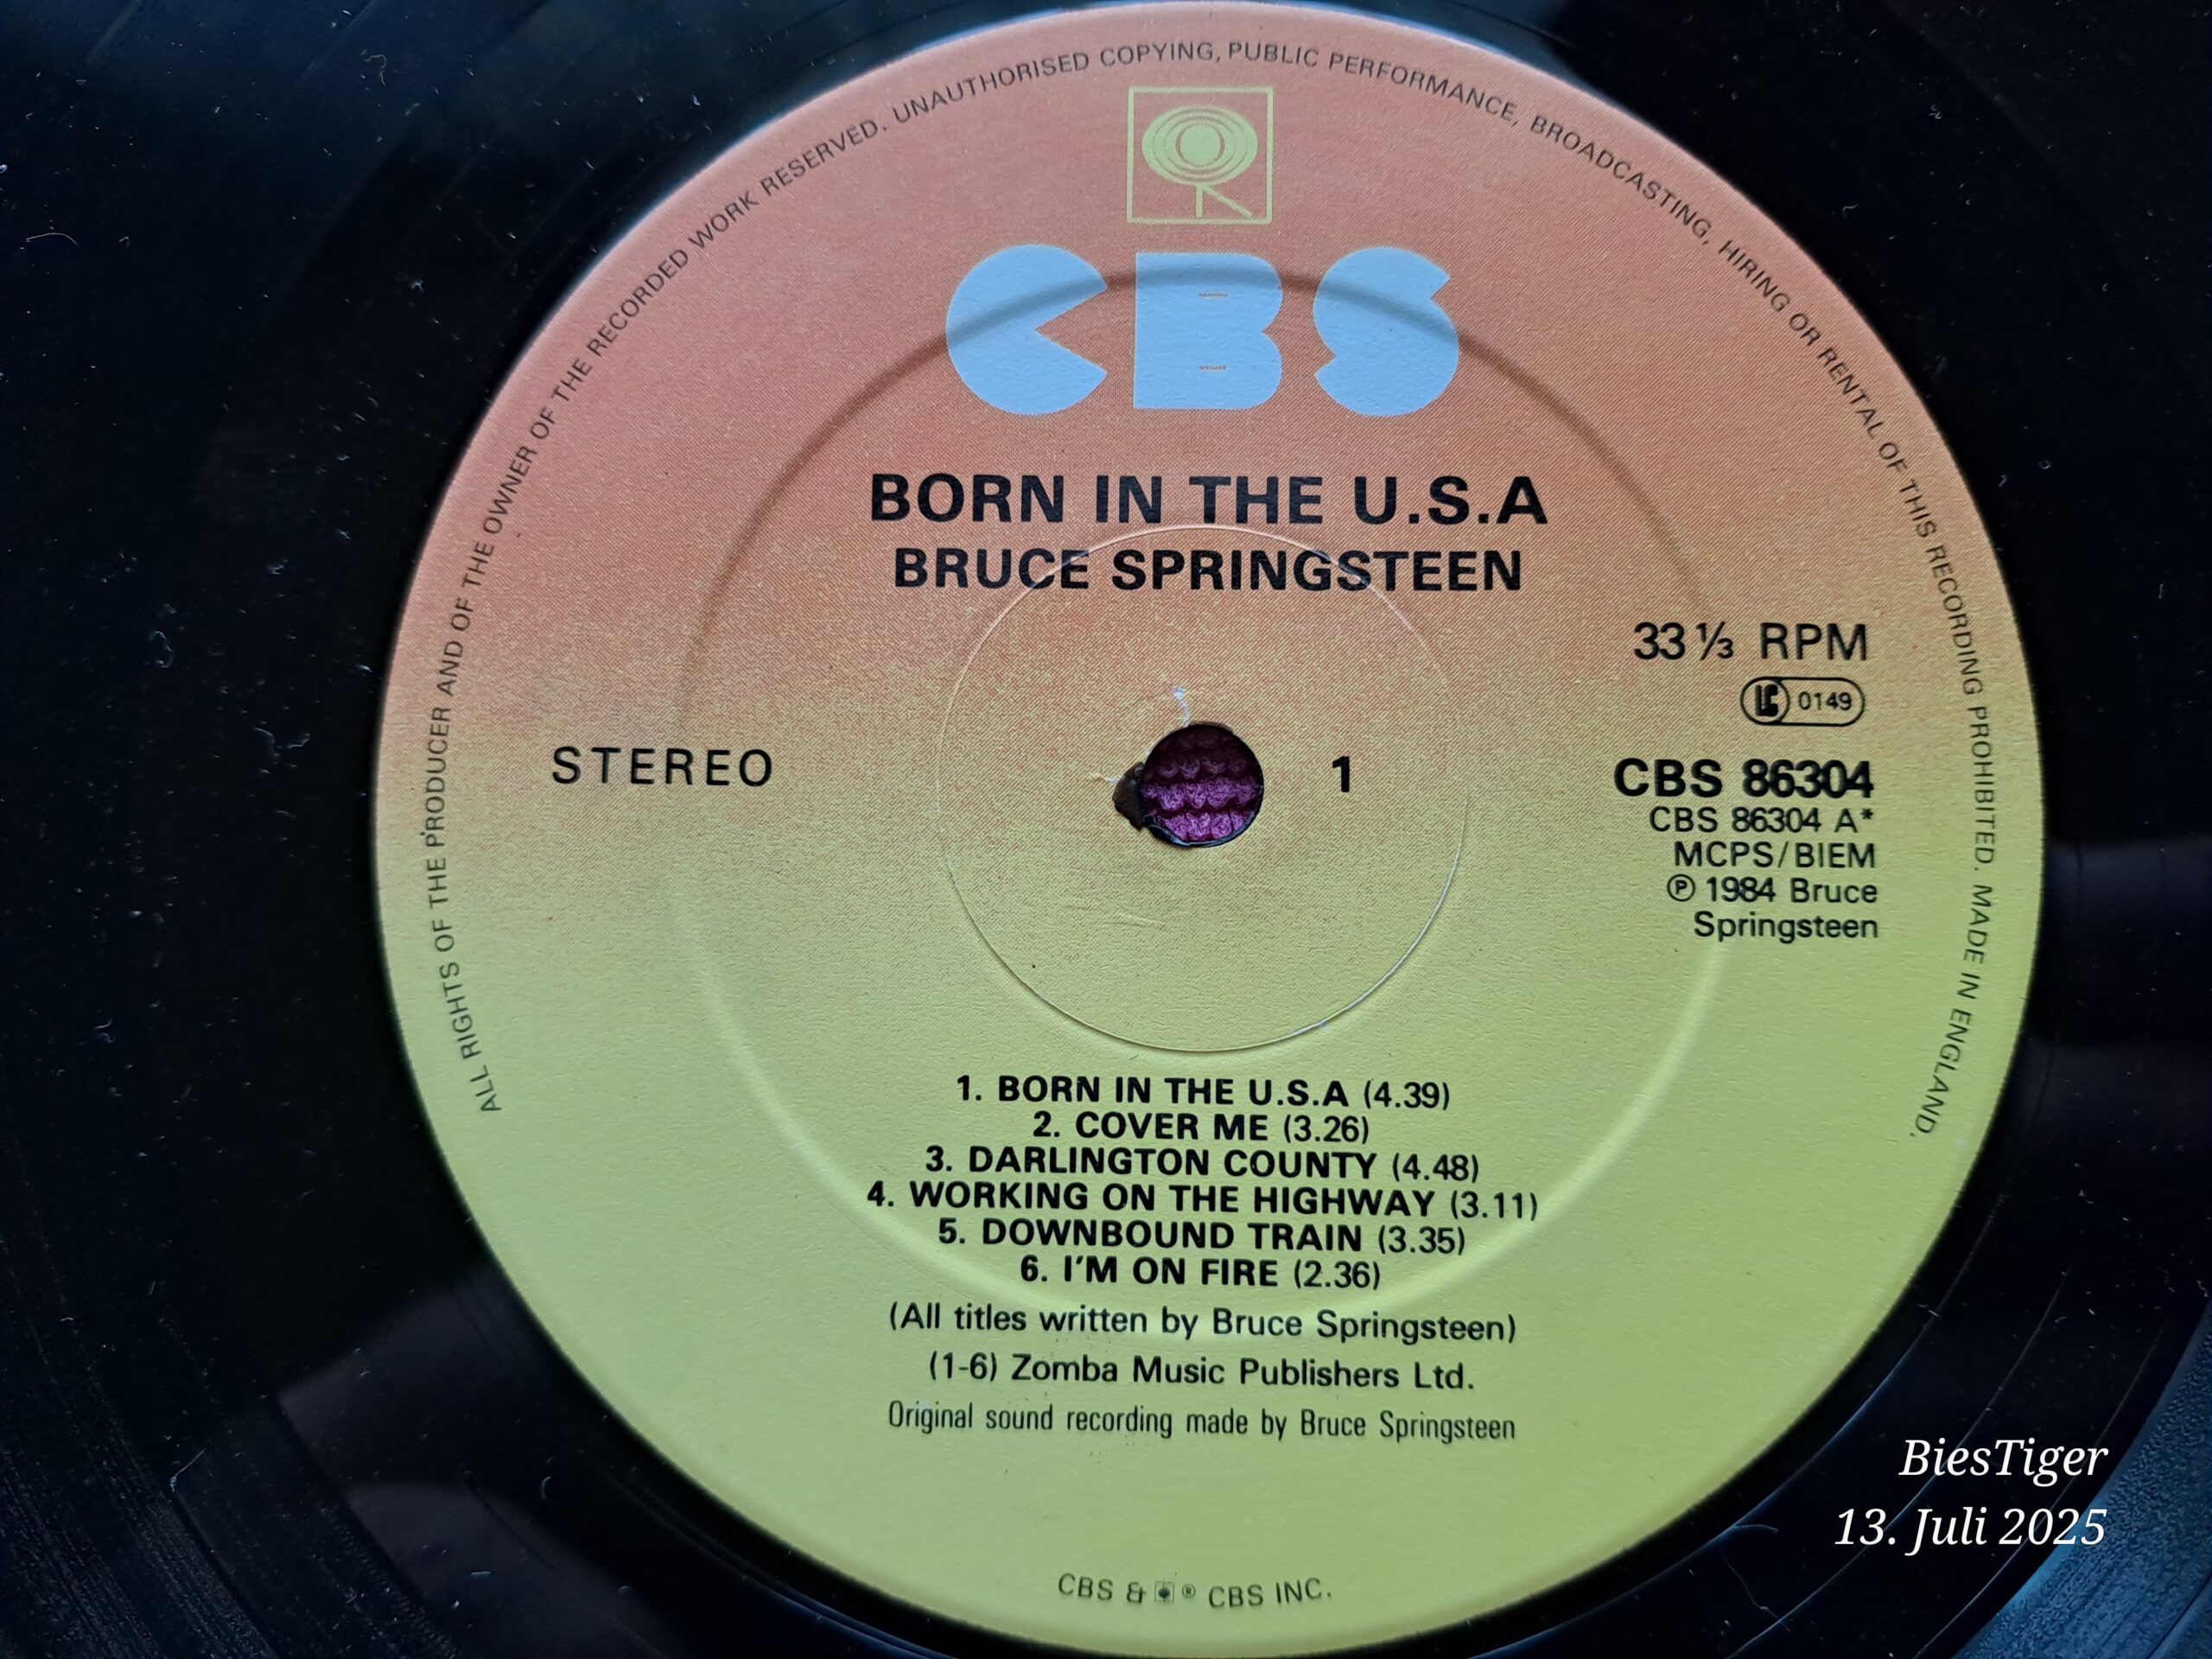 ALL RIGHTS OF THE PRODUCER AND OF THE OWNER OF THE RECORDED WORK RESERVED. UNAUTHORISED COPYING, PUBLIC PERFORMANCE, BROADCASTING, HIRING OR RENTAL OF THIS RECORDING PROHIBITED. MADE IN ENGLAND.
CBS
BORN IN THE U.S.A
BRUCE SPRINGSTEEN
33 ⅓ RPM
LC 0149
STEREO
1
CBS 86304
CBS 86304 A*
MCPS/BIEM
℗ 1984 Bruce
Springsteen
1. BORN IN THE U.S.A (4.39)
2. COVER ME (3.26)
3. DARLINGTON COUNTY (4.48)
4. WORKING ON THE HIGHWAY (3.11)
5. DOWNBOUND TRAIN (3.35)
6. I'M ON FIRE (2.36)
(All titles written by Bruce Springsteen)
(1-6) Zomba Music Publishers Ltd.
Original sound recording made by Bruce Springsteen
CBS & ® CBS INC.
BiesTiger
13. Juli 2025